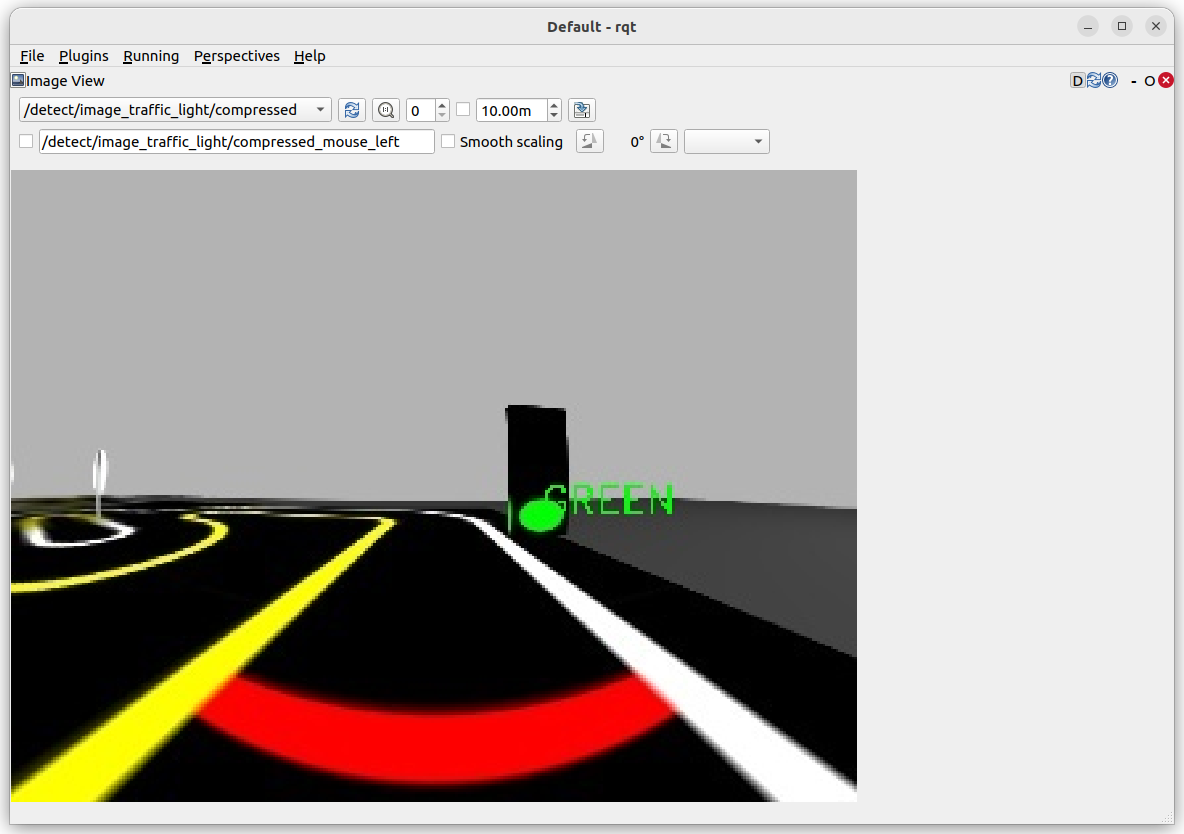 Default - rqt
File Plugins Running Perspectives Help
Image View D - O
/detect/image_traffic_light/compressed 0 10.00m
/detect/image_traffic_light/compressed_mouse_left Smooth scaling 0°
GREEN